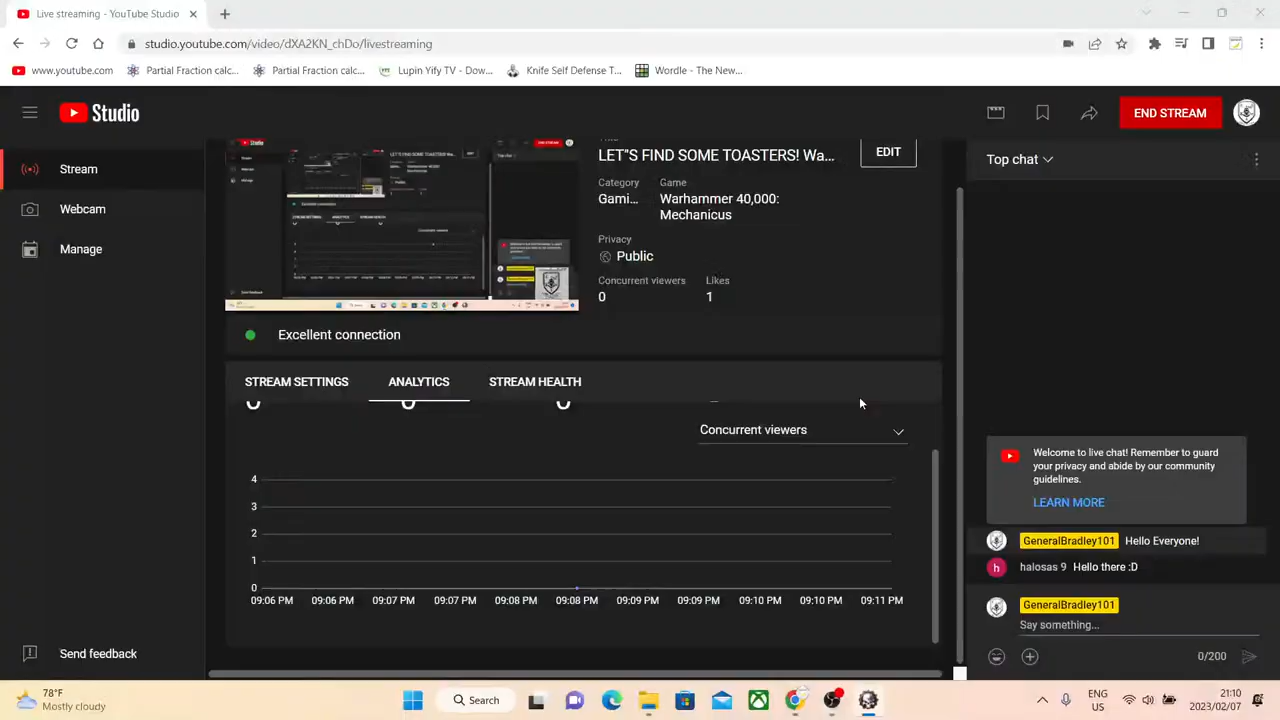 Live streaming - YouTube Studio
studio.youtube.com/video/dXA2KN_chDo/livestreaming
www.youtube.com
Partial Fraction calc...
Partial Fraction calc...
Lupin Yify TV - Dow...
Knife Self Defense T...
Wordle - The New...
Studio
END STREAM
Stream
Webcam
Manage
Send feedback
LET"S FIND SOME TOASTERS! Wa...
EDIT
Category
Gami...
Game
Warhammer 40,000:
Mechanicus
Privacy
Public
Concurrent viewers
0
Likes
1
Excellent connection
STREAM SETTINGS
ANALYTICS
STREAM HEALTH
Concurrent viewers
4
3
2
1
0
09:06 PM 09:06 PM 09:07 PM 09:07 PM 09:08 PM 09:08 PM 09:09 PM 09:09 PM 09:10 PM 09:10 PM 09:11 PM
Top chat
Welcome to live chat! Remember to guard
your privacy and abide by our community
guidelines.
LEARN MORE
GeneralBradley101 Hello Everyone!
halosas 9 Hello there :D
GeneralBradley101
Say something...
0/200
78°F
Mostly cloudy
Search
ENG
US
21:10
2023/02/07